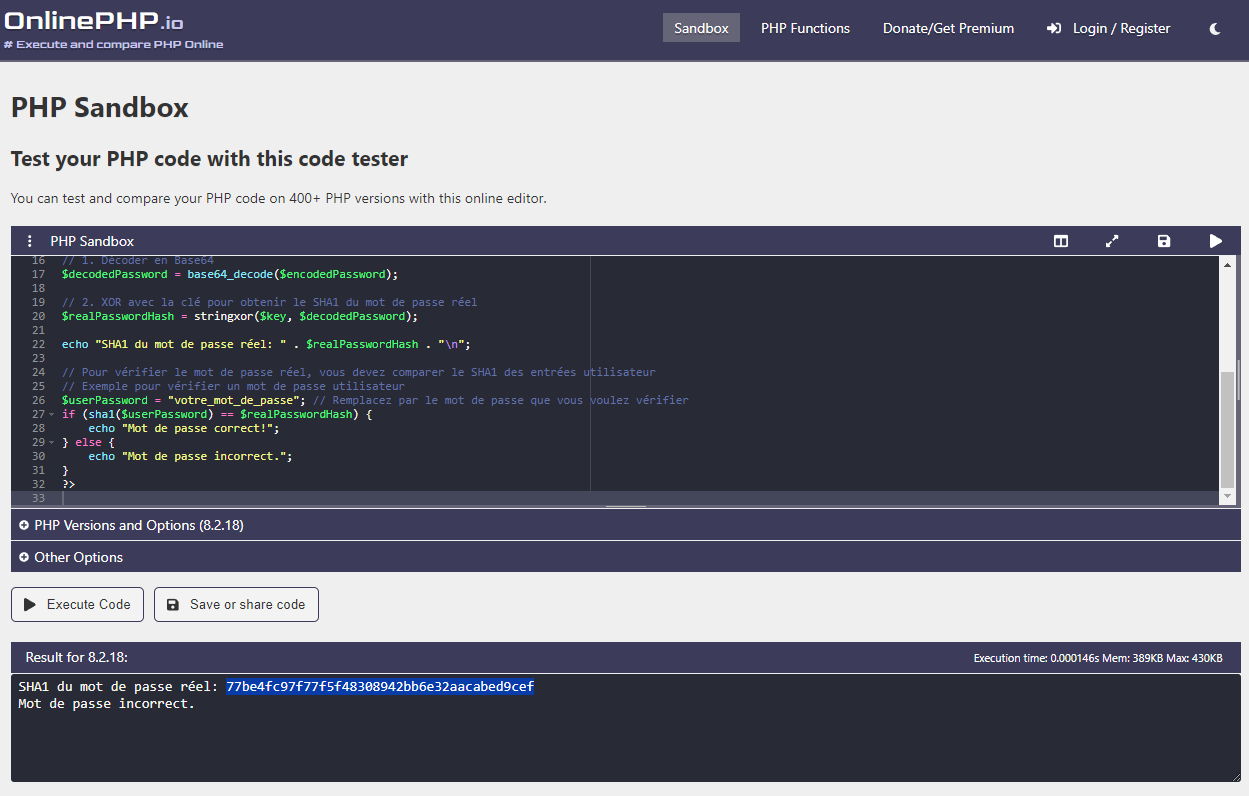 OnlinePHP.io
# Execute and compare PHP Online
Sandbox
PHP Functions
Donate/Get Premium
Login / Register
PHP Sandbox
Test your PHP code with this code tester
You can test and compare your PHP code on 400+ PHP versions with this online editor.
PHP Sandbox
16 // 1. Décoder en Base64
17 $decodedPassword = base64_decode($encodedPassword);
18
19 // 2. XOR avec la clé pour obtenir le SHA1 du mot de passe réel
20 $realPasswordHash = stringxor($key, $decodedPassword);
21
22 echo "SHA1 du mot de passe réel: " . $realPasswordHash . "\n";
23
24 // Pour vérifier le mot de passe réel, vous devez comparer le SHA1 des entrées utilisateur
25 // Exemple pour vérifier un mot de passe utilisateur
26 $userPassword = "votre_mot_de_passe"; // Remplacez par le mot de passe que vous voulez vérifier
27 if (sha1($userPassword) == $realPasswordHash) {
28 echo "Mot de passe correct!";
29 } else {
30 echo "Mot de passe incorrect.";
31 }
32 ?>
33
PHP Versions and Options (8.2.18)
Other Options
Execute Code
Save or share code
Result for 8.2.18:
Execution time: 0.000146s Mem: 389KB Max: 430KB
SHA1 du mot de passe réel: 77be4fc97f77f5f48308942bb6e32aacabed9cef
Mot de passe incorrect.